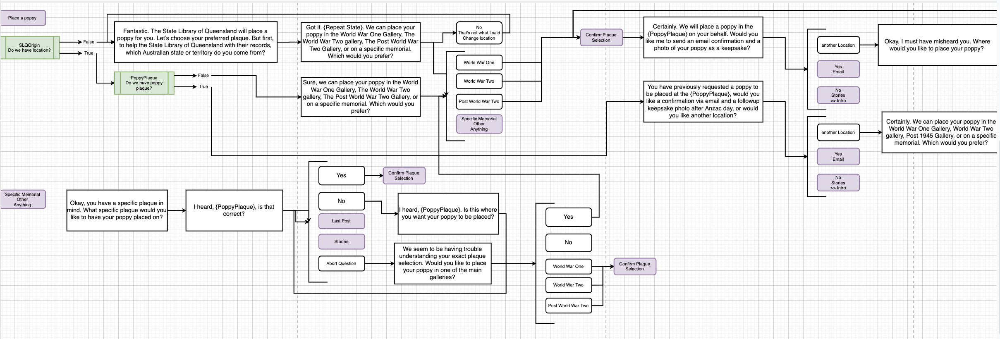 Place a poppy
SLQOrigin
Do we have location?
False
True
Fantastic. The State Library of Queensland will place a
poppy for you. Let's choose your preferred plaque. But first,
to help the State Library of Queensland with their records,
which Australian state or territory do you come from?
PoppyPlaque
Do we have poppy
plaque?
False
True
Got it. {Repeat State}. We can place your
poppy in the World War One Gallery, The
World War Two gallery, The Post World War
Two Gallery, or on a specific memorial.
Which would you prefer?
Sure, we can place your poppy in the World
War One Gallery, The World War Two
gallery, The Post World War Two Gallery, or
on a specific memorial. Which would you
prefer?
No
That's not what I said
Change location
World War One
World War Two
Post World War Two
Specific Memorial
Other
Anything
Confirm Plaque
Selection
Certainly. We will place a poppy in the
{PoppyPlaque} on your behalf. Would you
like me to send an email confirmation and a
photo of your poppy as a keepsake?
You have previously requested a poppy to
be placed at the {PoppyPlaque}, would you
like a confirmation via email and a followup
keepsake photo after Anzac day, or would
you like another location?
another Location
Yes
Email
No
Stories
>> Intro
Okay, I must have misheard you. Where
would you like to place your poppy?
another Location
Yes
Email
No
Stories
>> Intro
Certainly. We can place your poppy in the
World War One Gallery, World War Two
gallery, Post 1945 Gallery, or on a specific
memorial. Which would you prefer?
Specific Memorial
Other
Anything
Okay, you have a specific plaque in
mind. What specific plaque would you
like to have your poppy placed on?
I heard, {PoppyPlaque}, is that
correct?
Yes
No
Last Post
Stories
Abort Question
Confirm Plaque
Selection
I heard, {PoppyPlaque}. Is this where
you want your poppy to be placed?
We seem to be having trouble
understanding your exact plaque
selection. Would you like to place
your poppy in one of the main
galleries?
Yes
No
World War One
World War Two
Post World War Two
Confirm Plaque
Selection